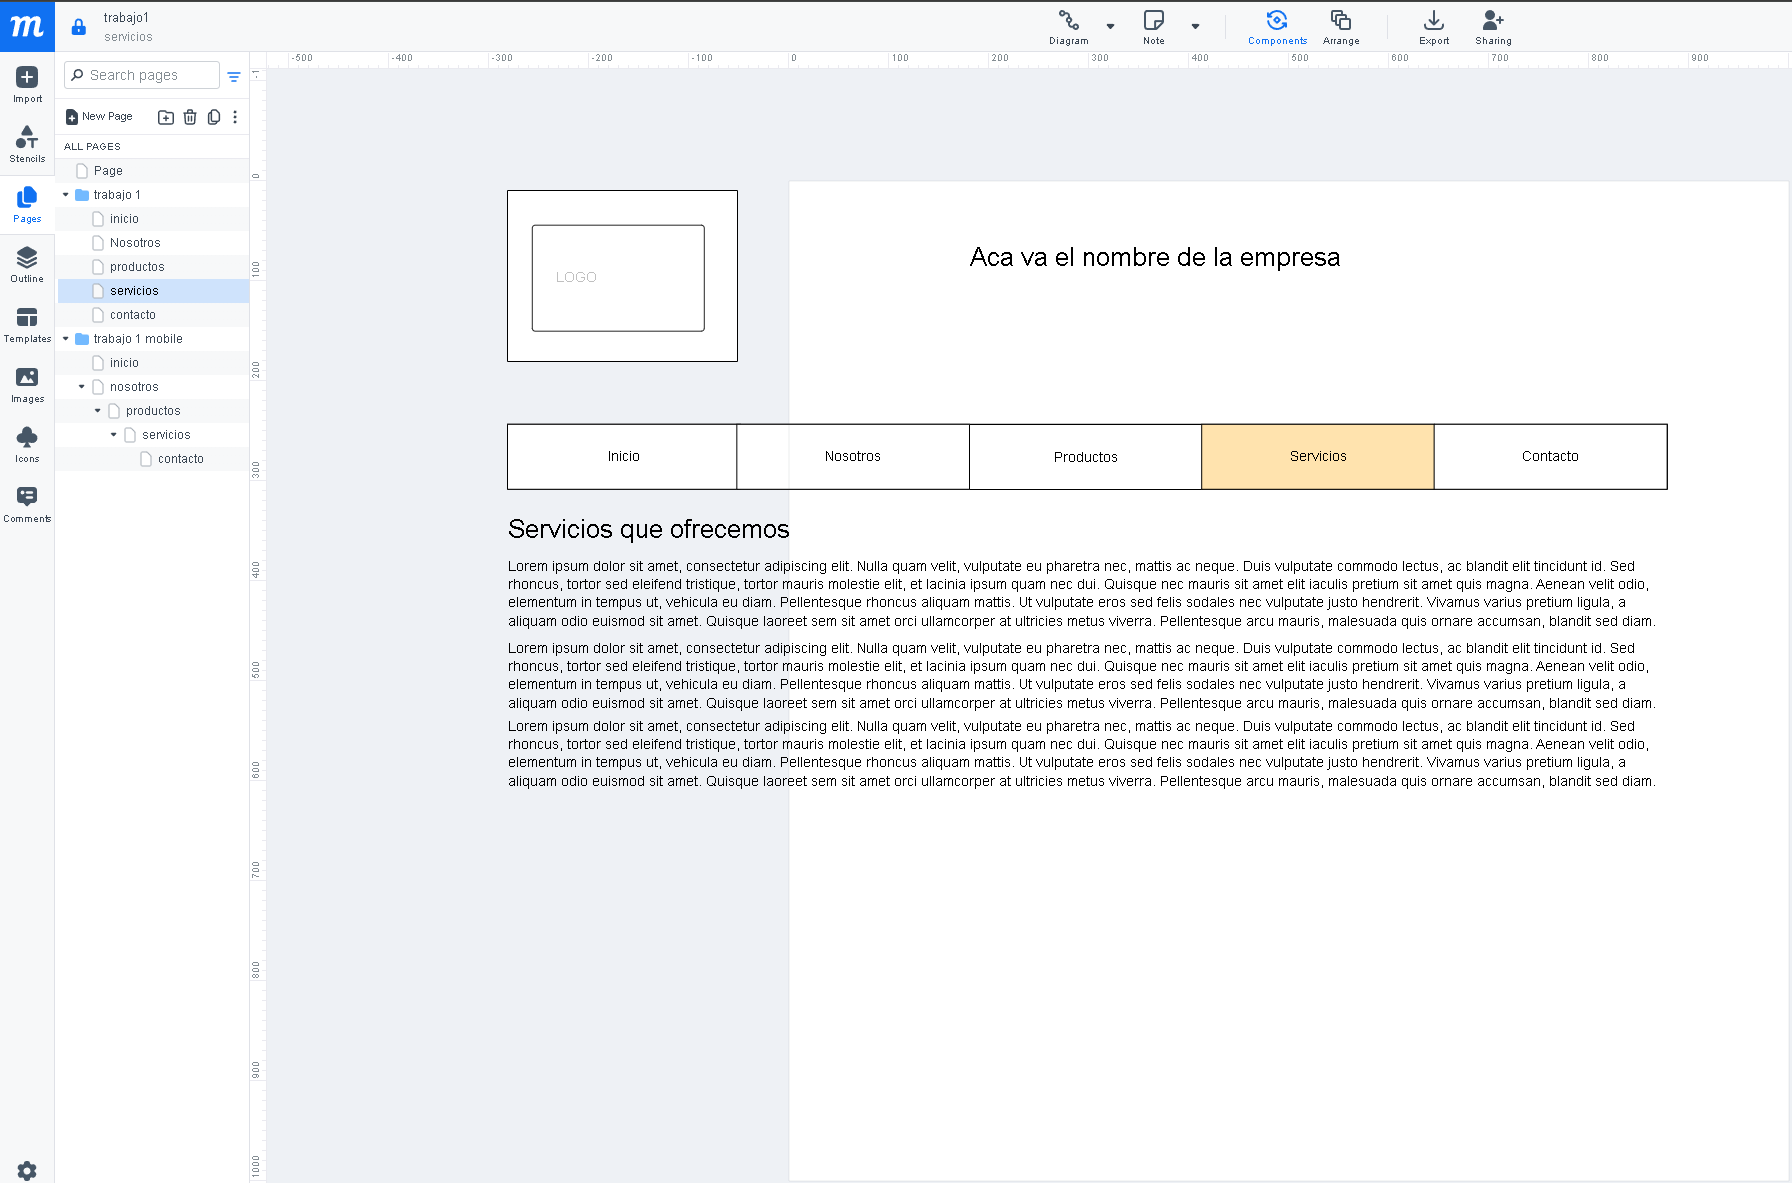 m
trabajo1
servicios
Diagram
Note
Components
Arrange
Export
Sharing
Import
Stencils
Pages
Outline
Templates
Images
Icons
Comments
Search pages
New Page
ALL PAGES
Page
trabajo 1
inicio
Nosotros
productos
servicios
contacto
trabajo 1 mobile
inicio
nosotros
productos
servicios
contacto
-500 -400 -300 -200 -100 0 100 200 300 400 500 600 700 800 900
-1
0
100
200
300
400
500
600
700
800
900
1000
LOGO
Aca va el nombre de la empresa
Inicio Nosotros Productos Servicios Contacto
Servicios que ofrecemos
Lorem ipsum dolor sit amet, consectetur adipiscing elit. Nulla quam velit, vulputate eu pharetra nec, mattis ac neque. Duis vulputate commodo lectus, ac blandit elit tincidunt id. Sed
rhoncus, tortor sed eleifend tristique, tortor mauris molestie elit, et lacinia ipsum quam nec dui. Quisque nec mauris sit amet elit iaculis pretium sit amet quis magna. Aenean velit odio,
elementum in tempus ut, vehicula eu diam. Pellentesque rhoncus aliquam mattis. Ut vulputate eros sed felis sodales nec vulputate justo hendrerit. Vivamus varius pretium ligula, a
aliquam odio euismod sit amet. Quisque laoreet sem sit amet orci ullamcorper at ultricies metus viverra. Pellentesque arcu mauris, malesuada quis ornare accumsan, blandit sed diam.
Lorem ipsum dolor sit amet, consectetur adipiscing elit. Nulla quam velit, vulputate eu pharetra nec, mattis ac neque. Duis vulputate commodo lectus, ac blandit elit tincidunt id. Sed
rhoncus, tortor sed eleifend tristique, tortor mauris molestie elit, et lacinia ipsum quam nec dui. Quisque nec mauris sit amet elit iaculis pretium sit amet quis magna. Aenean velit odio,
elementum in tempus ut, vehicula eu diam. Pellentesque rhoncus aliquam mattis. Ut vulputate eros sed felis sodales nec vulputate justo hendrerit. Vivamus varius pretium ligula, a
aliquam odio euismod sit amet. Quisque laoreet sem sit amet orci ullamcorper at ultricies metus viverra. Pellentesque arcu mauris, malesuada quis ornare accumsan, blandit sed diam.
Lorem ipsum dolor sit amet, consectetur adipiscing elit. Nulla quam velit, vulputate eu pharetra nec, mattis ac neque. Duis vulputate commodo lectus, ac blandit elit tincidunt id. Sed
rhoncus, tortor sed eleifend tristique, tortor mauris molestie elit, et lacinia ipsum quam nec dui. Quisque nec mauris sit amet elit iaculis pretium sit amet quis magna. Aenean velit odio,
elementum in tempus ut, vehicula eu diam. Pellentesque rhoncus aliquam mattis. Ut vulputate eros sed felis sodales nec vulputate justo hendrerit. Vivamus varius pretium ligula, a
aliquam odio euismod sit amet. Quisque laoreet sem sit amet orci ullamcorper at ultricies metus viverra. Pellentesque arcu mauris, malesuada quis ornare accumsan, blandit sed diam.